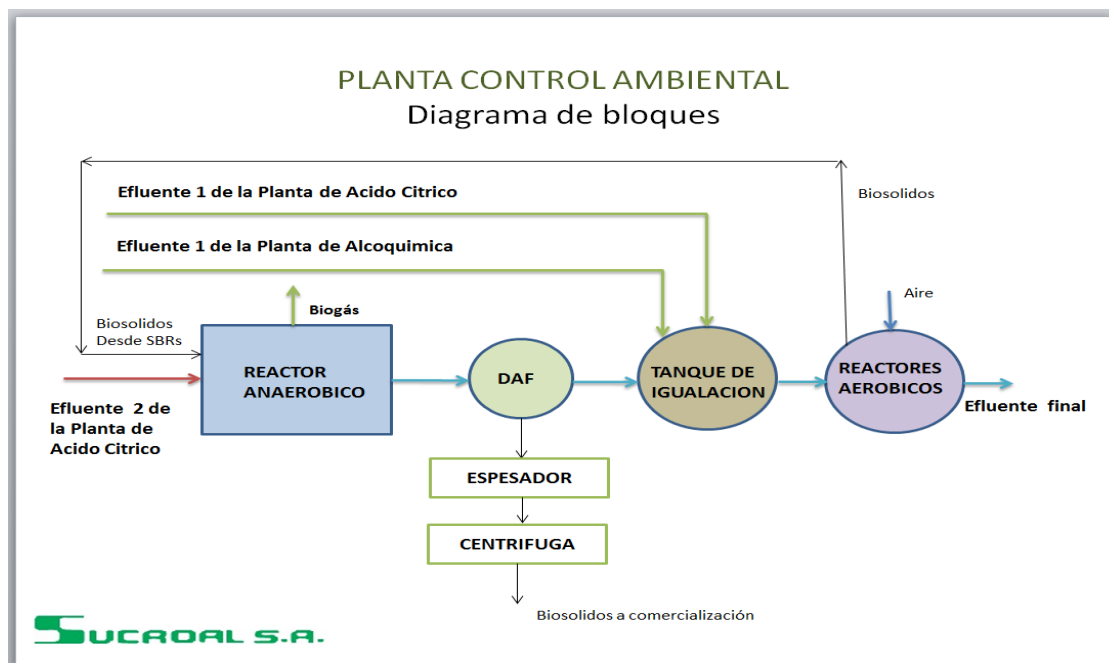 PLANTA CONTROL AMBIENTAL
Diagrama de bloques
Biosolidos
Efluente 1 de la Planta de Acido Citrico
Efluente 1 de la Planta de Alcoquimica
Biogás
Aire
Biosolidos
Desde SBRs
REACTOR
ANAEROBICO
DAF
TANQUE DE
IGUALACION
REACTORES
AEROBICOS
Efluente 2 de
la Planta de
Acido Citrico
Efluente final
ESPESADOR
CENTRIFUGA
Biosolidos a comercialización
SUCROAL S.A.